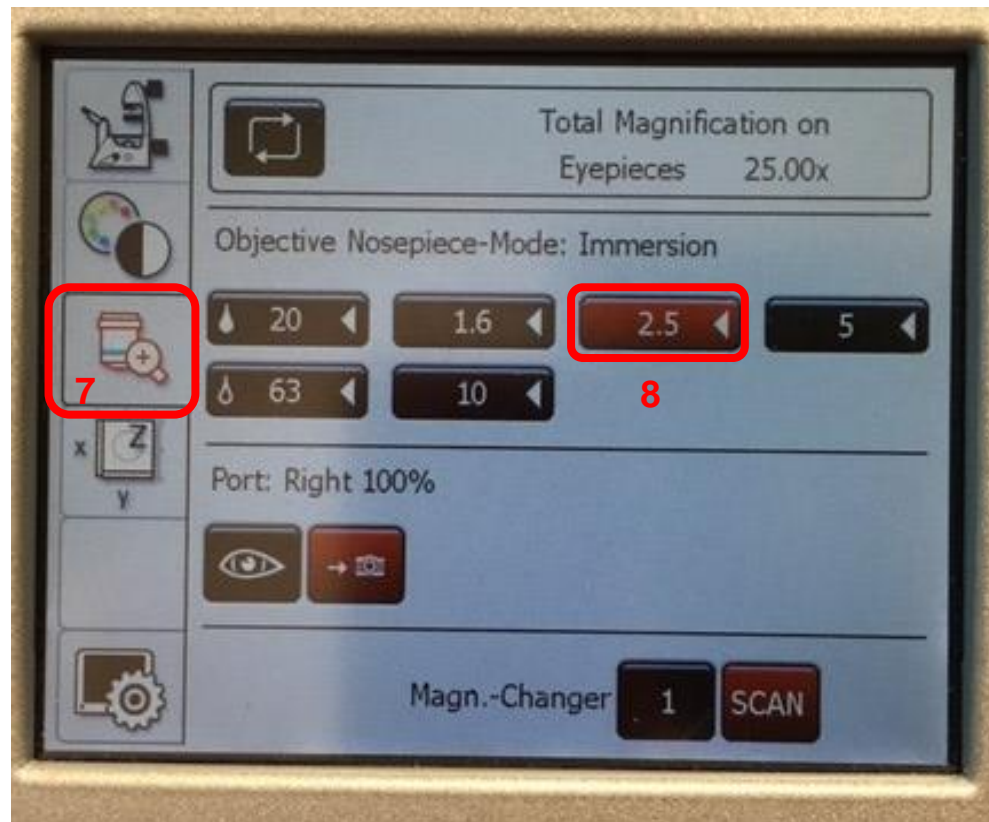 Total Magnification on
Eyepieces 25.00x
Objective Nosepiece-Mode: Immersion
20 1.6 2.5 5
7 63 10 8
x Z
y
Port: Right 100%
Magn.-Changer 1 SCAN